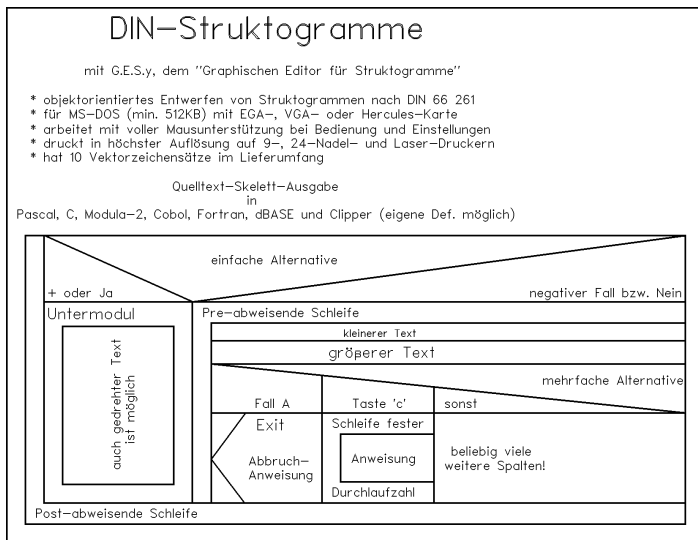 DIN-Struktogramme
mit G.E.S.y, dem "Graphischen Editor für Struktogramme"
* objektorientiertes Entwerfen von Struktogrammen nach DIN 66 261
* für MS-DOS (min. 512KB) mit EGA-, VGA- oder Hercules-Karte
* arbeitet mit voller Mausunterstützung bei Bedienung und Einstellungen
* druckt in höchster Auflösung auf 9-, 24-Nadel- und Laser-Druckern
* hat 10 Vektorzeichensätze im Lieferumfang
Quelltext-Skelett-Ausgabe
in
Pascal, C, Modula-2, Cobol, Fortran, dBASE und Clipper (eigene Def. möglich)
einfache Alternative
+ oder Ja
negativer Fall bzw. Nein
Untermodul
auch gedrehter Text
ist möglich
Pre-abweisende Schleife
kleinerer Text
größerer Text
mehrfache Alternative
Fall A
Taste 'c'
sonst
Exit
Abbruch-
Anweisung
Schleife fester
Anweisung
Durchlaufzahl
beliebig viele
weitere Spalten!
Post-abweisende Schleife